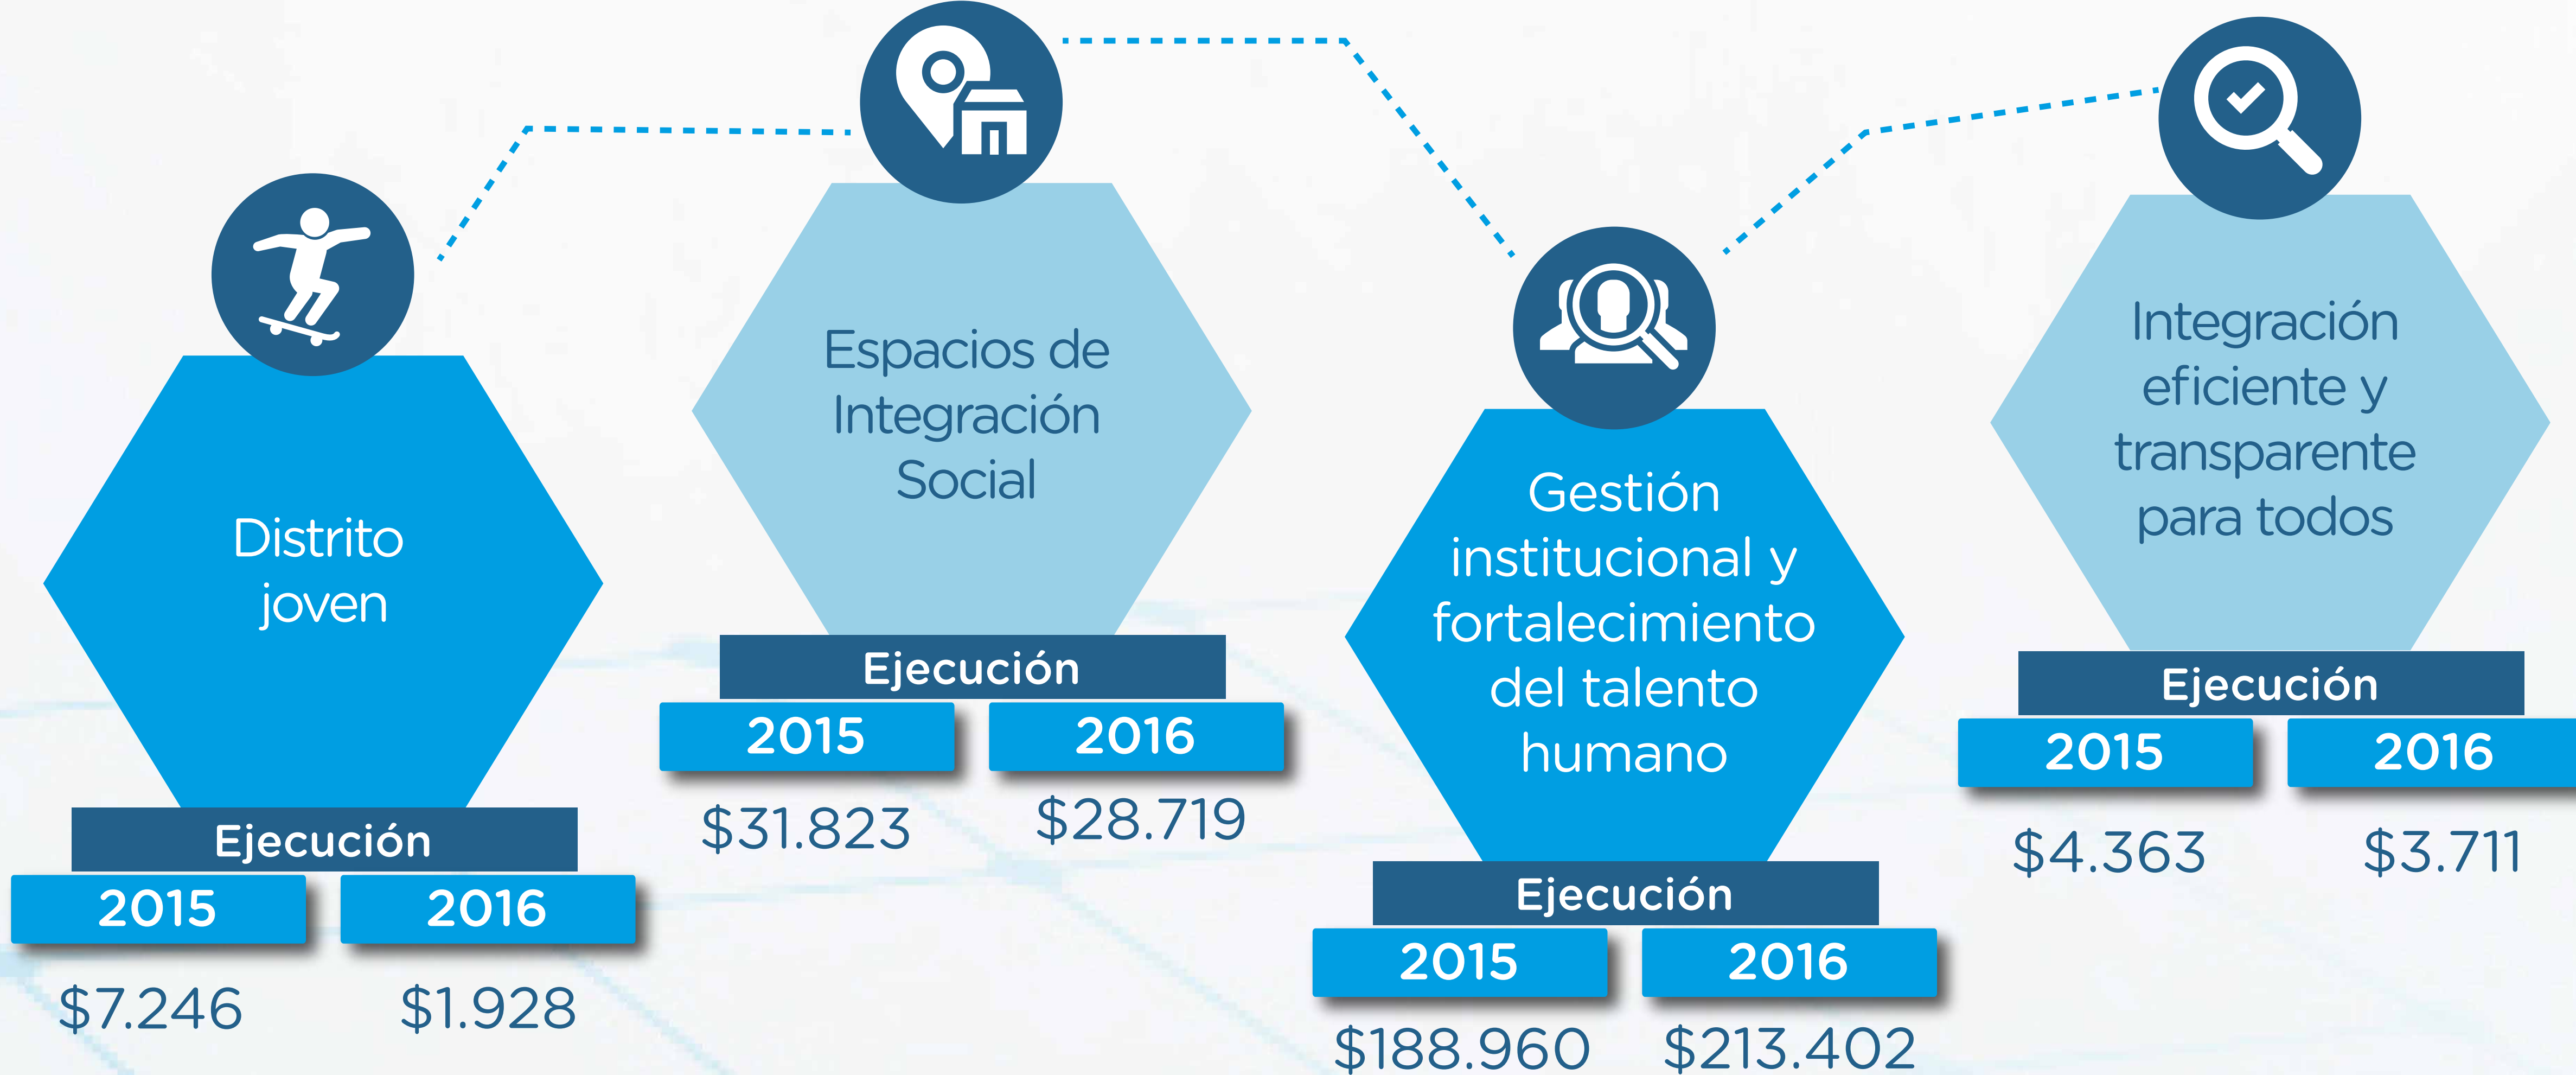 Distrito
joven
Ejecución
2015 2016
$7.246 $1.928
Espacios de
Integración
Social
Ejecución
2015 2016
$31.823 $28.719
Gestión
institucional y
fortalecimiento
del talento
humano
Ejecución
2015 2016
$188.960 $213.402
Integración
eficiente y
transparente
para todos
Ejecución
2015 2016
$4.363 $3.711